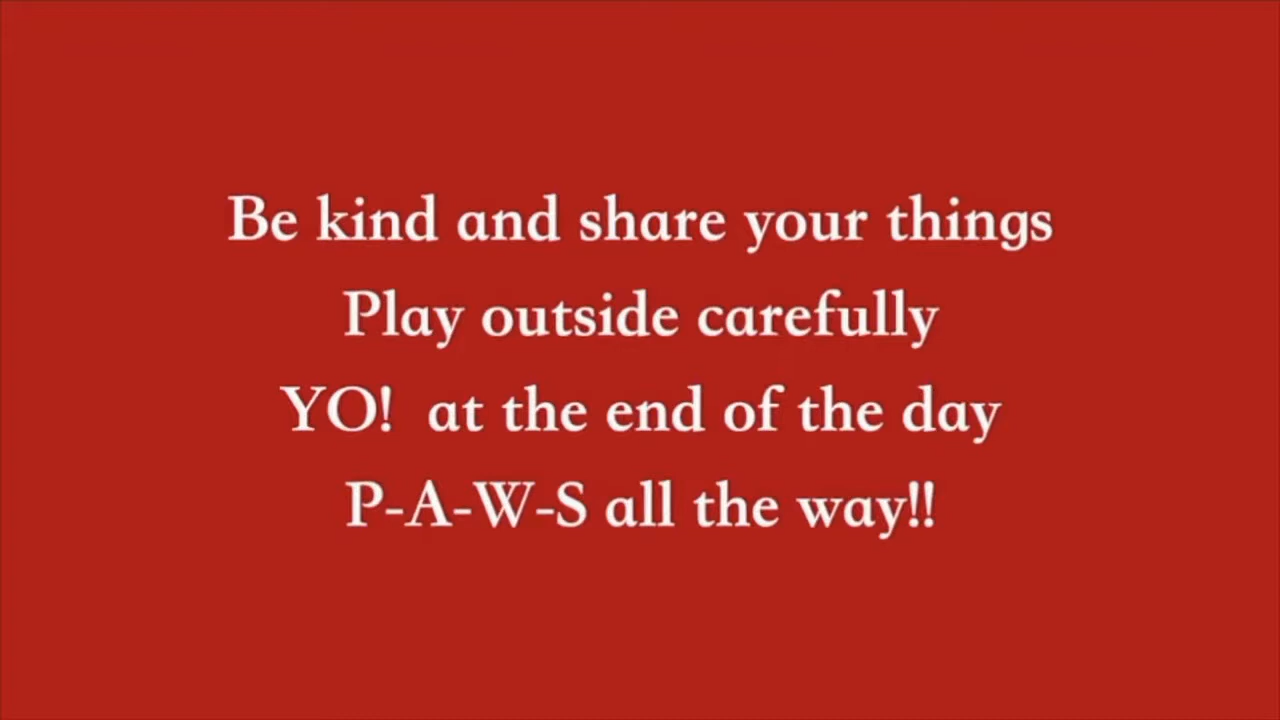 Be kind and share your things
Play outside carefully
YO!  at the end of the day
P-A-W-S all the way!!